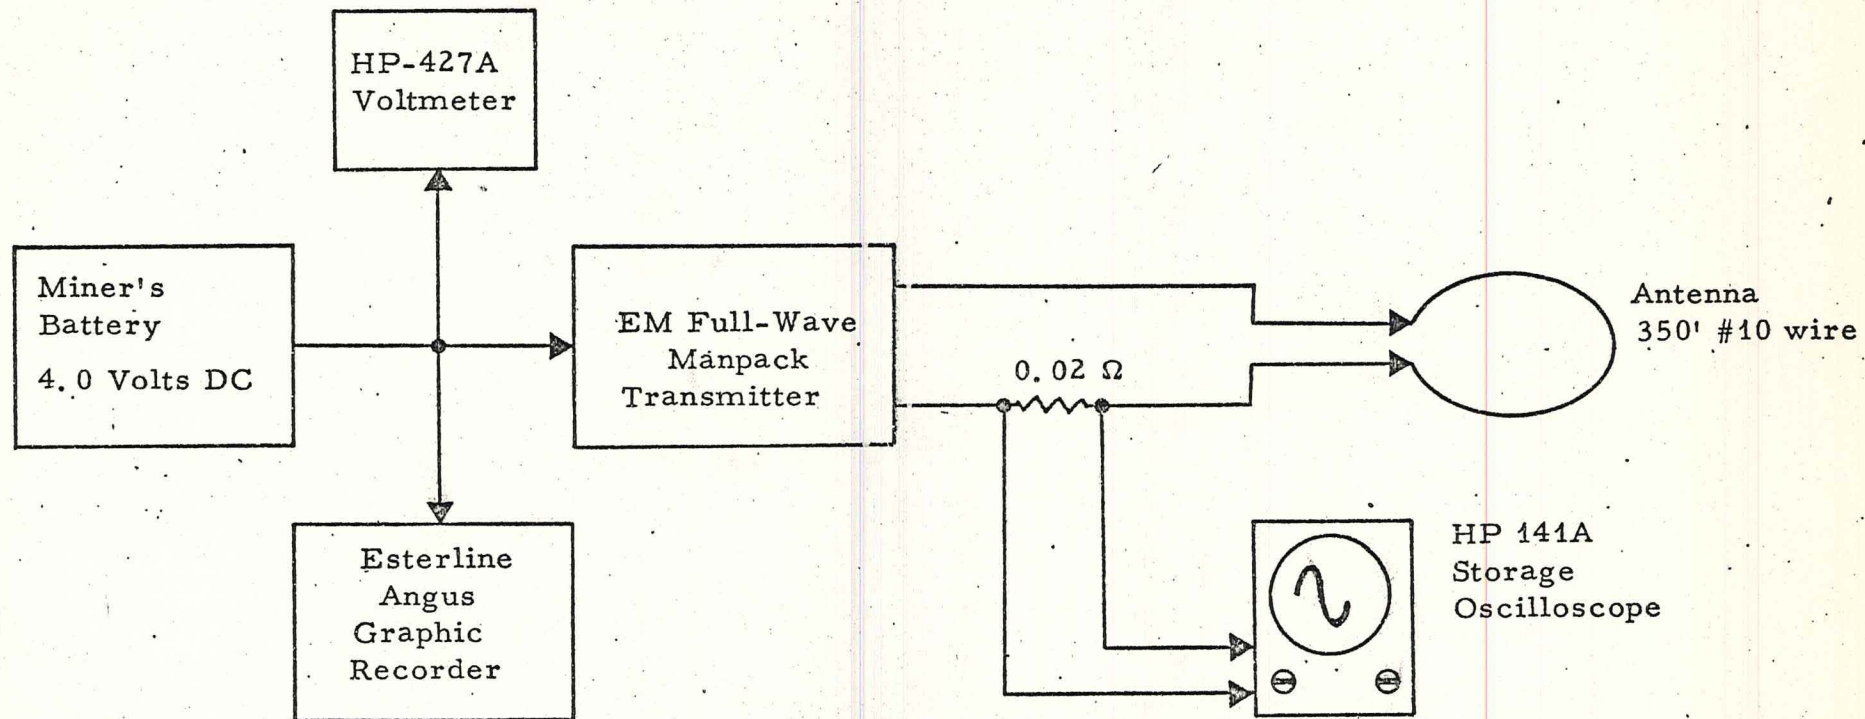 HP-427A
Voltmeter
Miner's
Battery
4.0 Volts DC
EM Full-Wave
Manpack
Transmitter
0.02 Ω
Antenna
350' #10 wire
Esterline
Angus
Graphic
Recorder
HP 141A
Storage
Oscilloscope